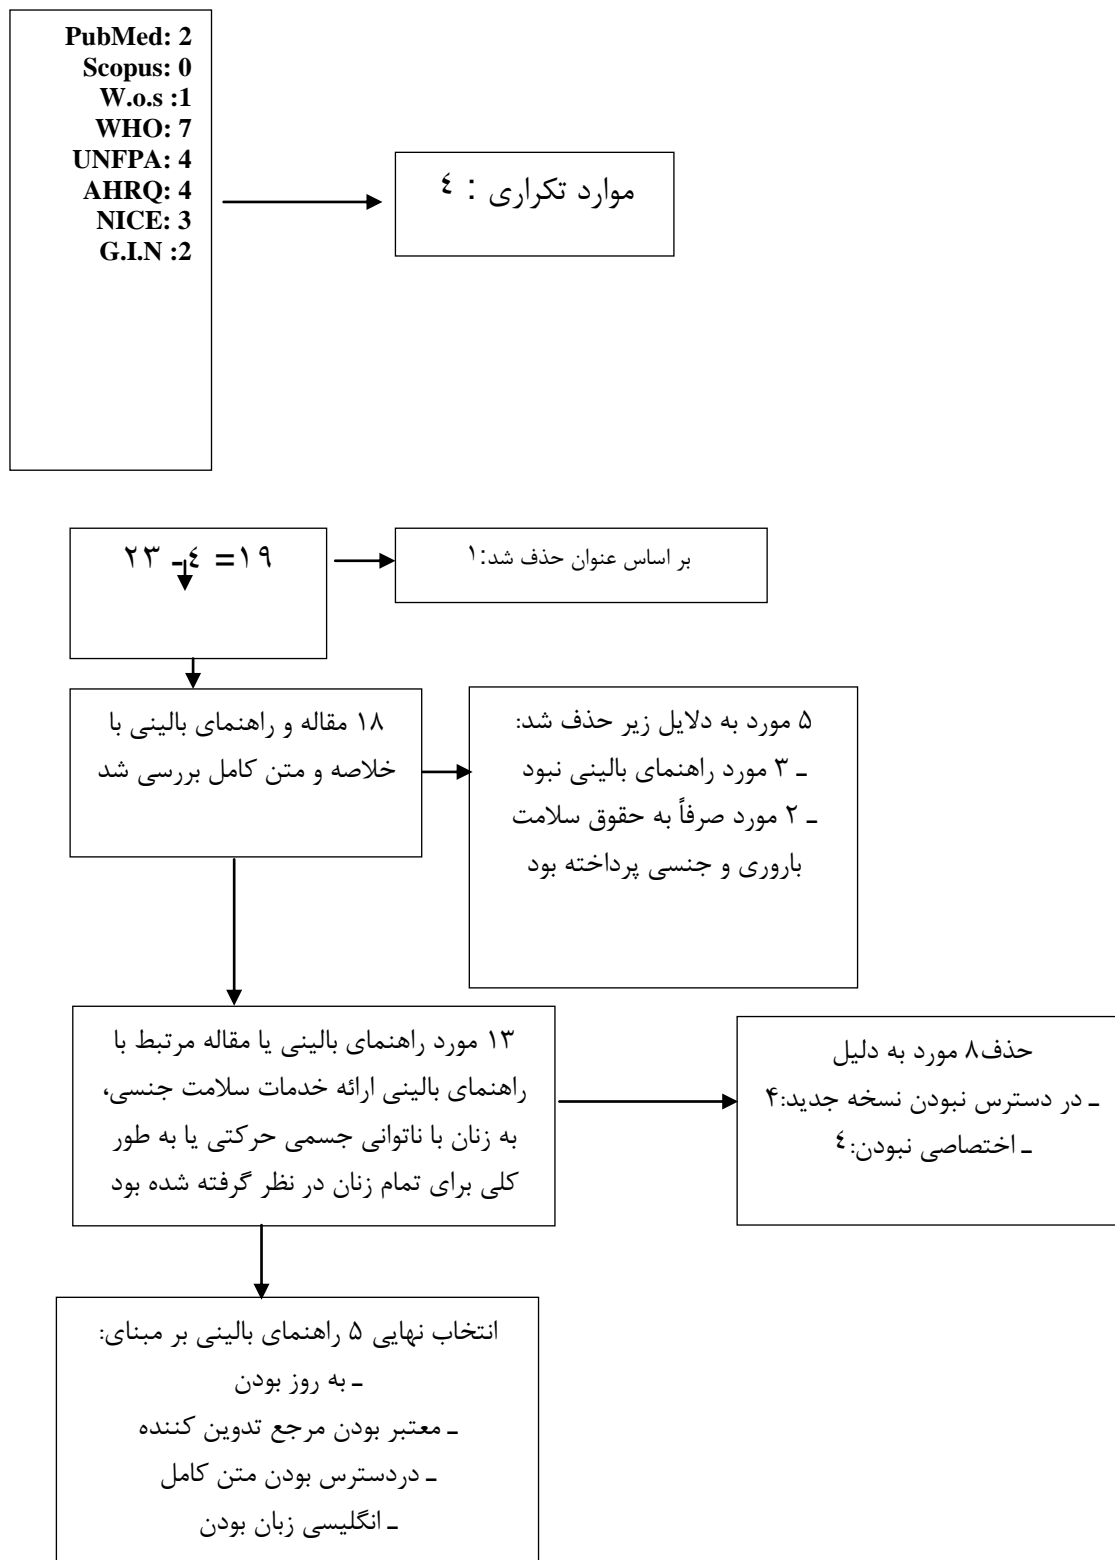 PubMed: 2
Scopus: 0
W.o.s :1
WHO: 7
UNFPA: 4
AHRQ: 4
NICE: 3
G.I.N :2
موارد تکراری : ٤
۲۳ -٤ =۱۹
بر اساس عنوان حذف شد:۱
۱۸ مقاله و راهنمای بالینی با
خلاصه و متن کامل بررسی شد
۵ مورد به دلایل زیر حذف شد:
ـ ۳ مورد راهنمای بالینی نبود
ـ ۲ مورد صرفاً به حقوق سلامت
باروری و جنسی پرداخته بود
۱۳ مورد راهنمای بالینی یا مقاله مرتبط با
راهنمای بالینی ارائه خدمات سلامت جنسی،
به زنان با ناتوانی جسمی حرکتی یا به طور
کلی برای تمام زنان در نظر گرفته شده بود
حذف۸ مورد به دلیل
ـ در دسترس نبودن نسخه جدید:۴
ـ اختصاصی نبودن:٤
انتخاب نهایی ۵ راهنمای بالینی بر مبنای:
ـ به روز بودن
ـ معتبر بودن مرجع تدوین کننده
ـ دردسترس بودن متن کامل
ـ انگلیسی زبان بودن